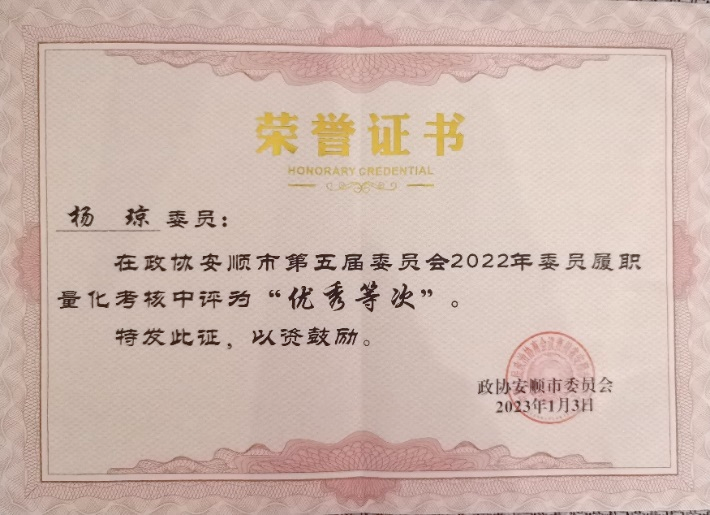 荣誉证书
HONORARY CREDENTIAL
杨 琼 委员：
在政协安顺市第五届委员会2022年委员履职
量化考核中评为“优秀等次”。
特发此证，以资鼓励。
政协安顺市委员会
2023年1月3日